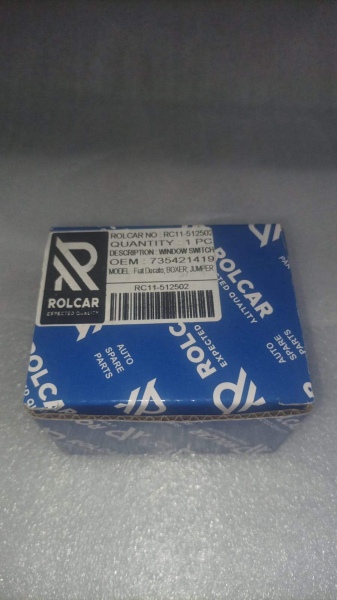 ROLCAR NO : RC11-512502
QUANTITY : 1 PC
DESCRIPTION : WINDOW SWITCH
OEM : 735421419
MODEL : Fiat Ducato, BOXER, JUMPER
RC11-512502
ROLCAR
EXPECTED QUALITY
ROLCAR
EXPECTED QUALITY
AUTO
SPARE
PARTS
ROLCAR
EXPECTED
AUTO
SPARE
PARTS
ROLCAR